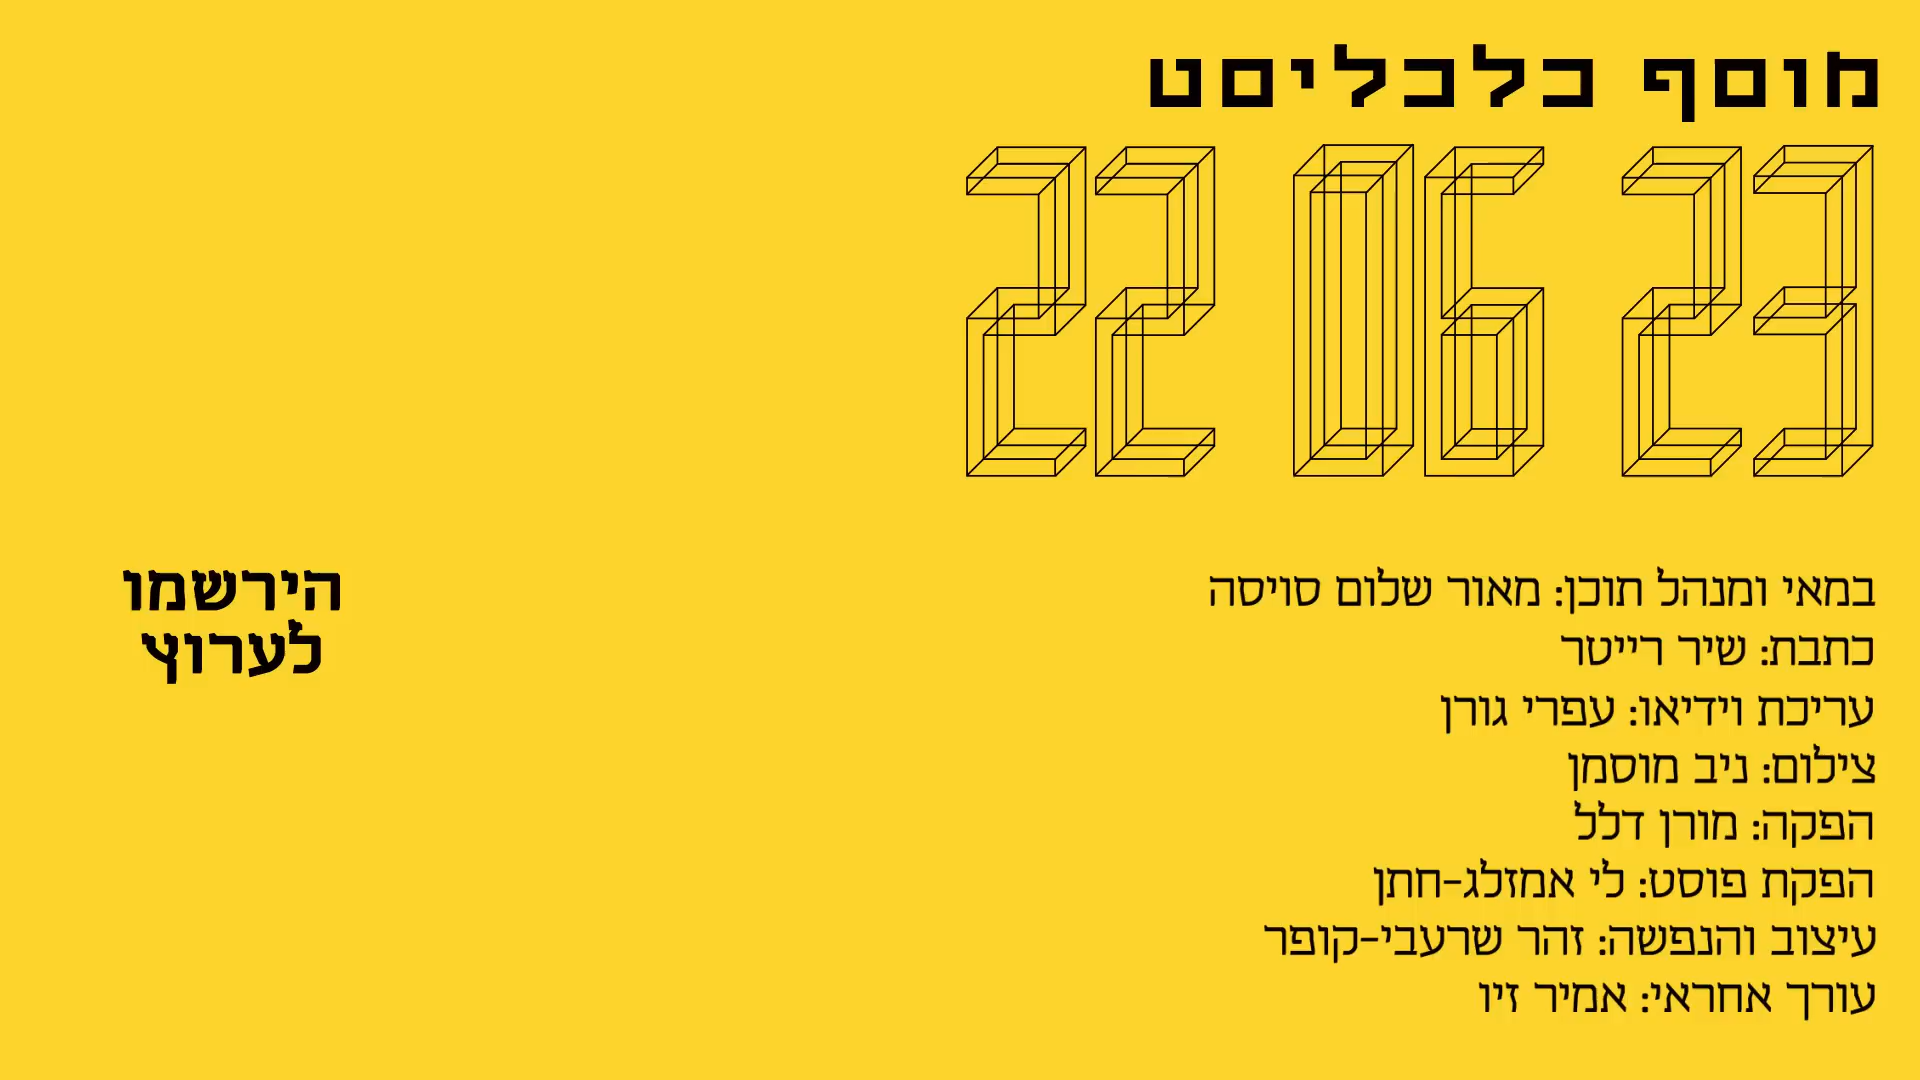 מוסף כלכליסט
22 06 23
במאי ומנהל תוכן: מאור שלום סויסה
כתבת: שיר רייטר
עריכת וידיאו: עפרי גורן
צילום: ניב מוסמן
הפקה: מורן דלל
הפקת פוסט: לי אמזלג-חתן
עיצוב והנפשה: זהר שרעבי-קופר
עורך אחראי: אמיר זיו
הירשמו
לערוץ